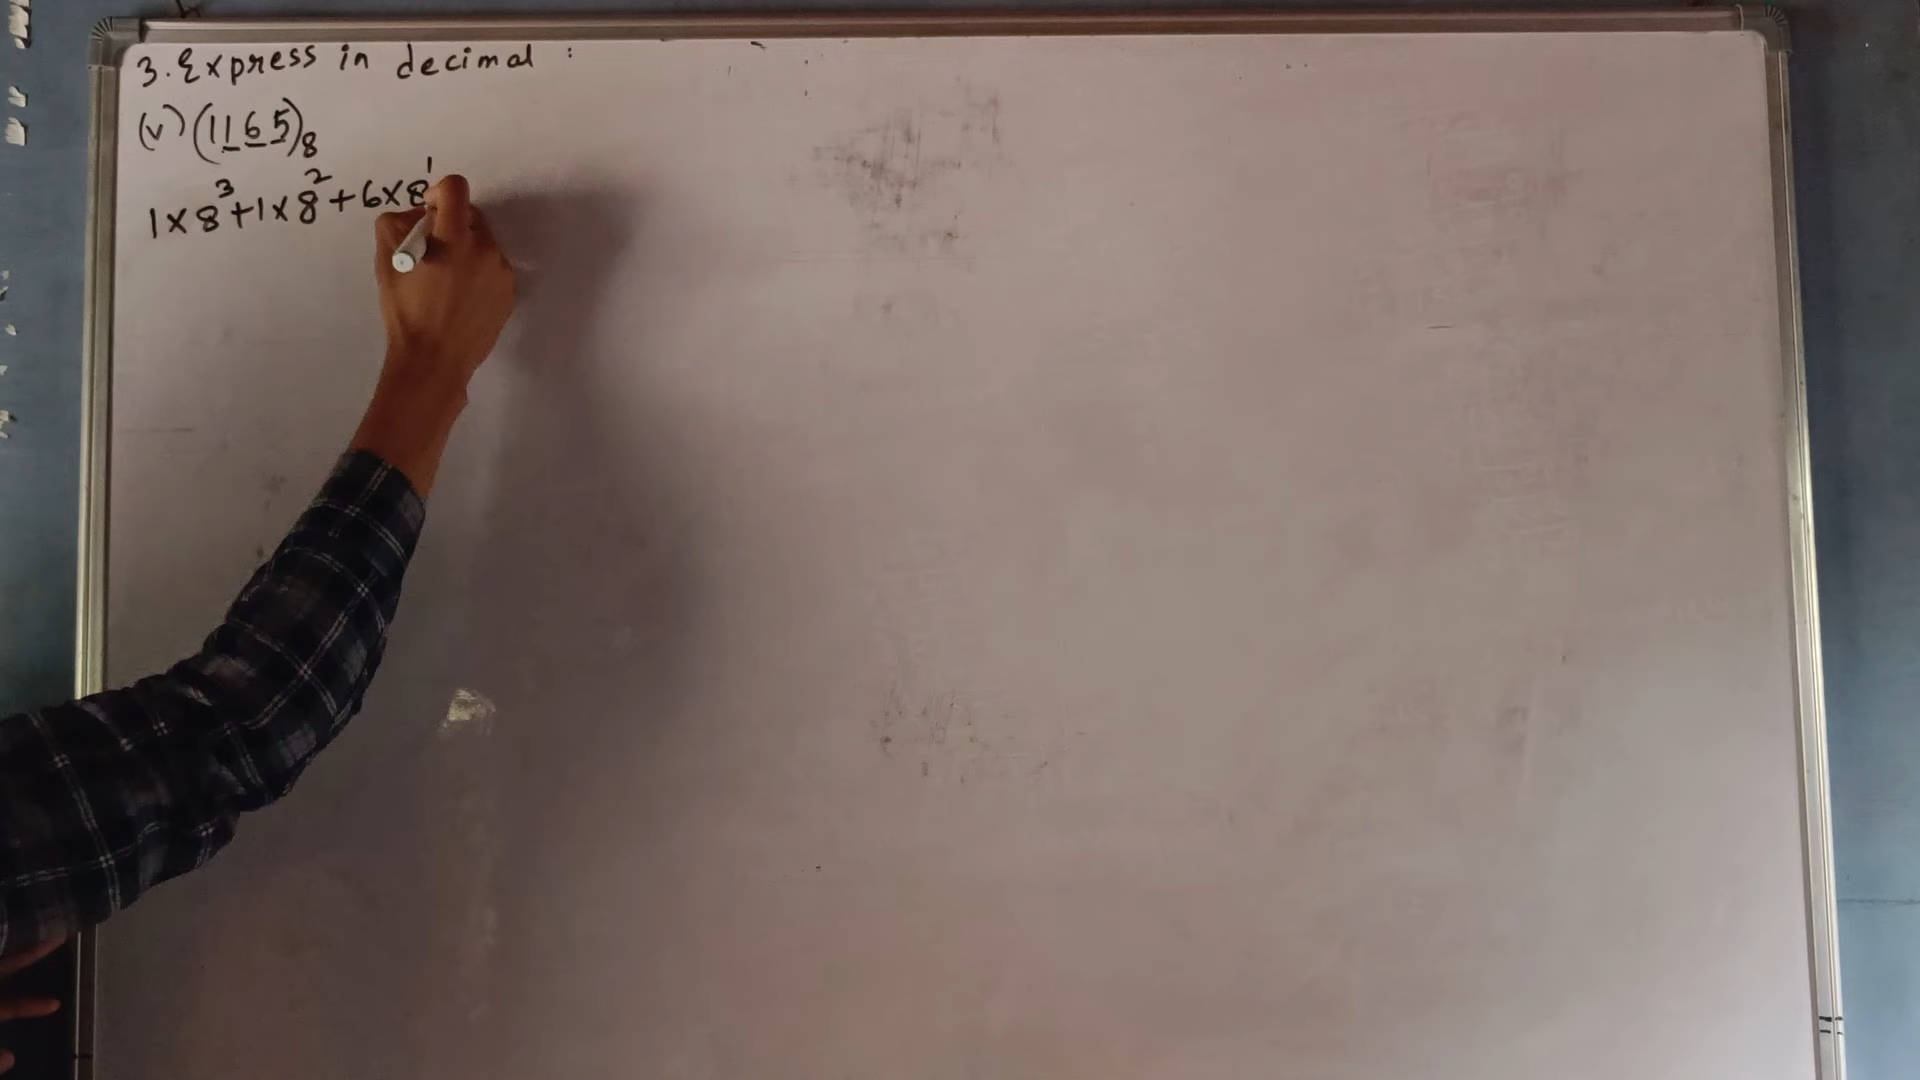 3. Express in decimal :
(v) (1165)₈
1×8³+1×8²+6×8¹